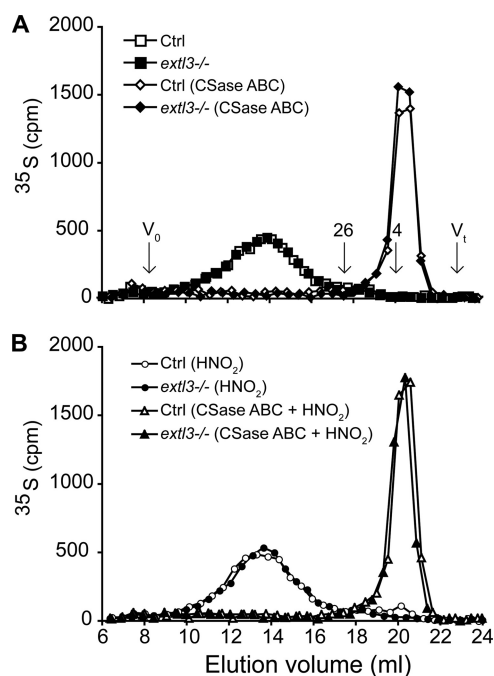 A
2000
1500
1000
500
0
³⁵S (cpm)
Ctrl
extl3-/-
Ctrl (CSase ABC)
extl3-/- (CSase ABC)
V₀
26
4
Vₜ
B
2000
1500
1000
500
0
³⁵S (cpm)
Ctrl (HNO₂)
extl3-/- (HNO₂)
Ctrl (CSase ABC + HNO₂)
extl3-/- (CSase ABC + HNO₂)
6 8 10 12 14 16 18 20 22 24
Elution volume (ml)